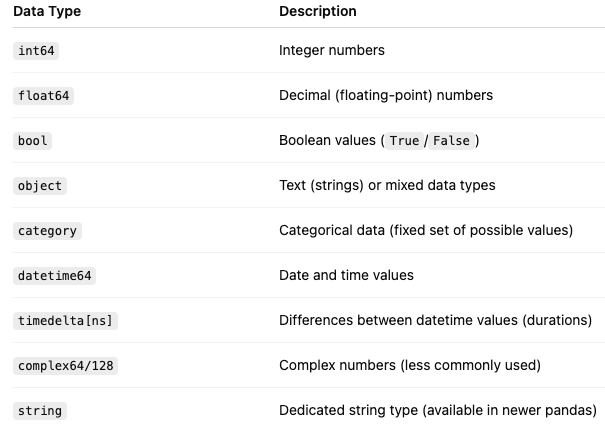 Data Type Description
int64 Integer numbers
float64 Decimal (floating-point) numbers
bool Boolean values ( True / False )
object Text (strings) or mixed data types
category Categorical data (fixed set of possible values)
datetime64 Date and time values
timedelta[ns] Differences between datetime values (durations)
complex64/128 Complex numbers (less commonly used)
string Dedicated string type (available in newer pandas)